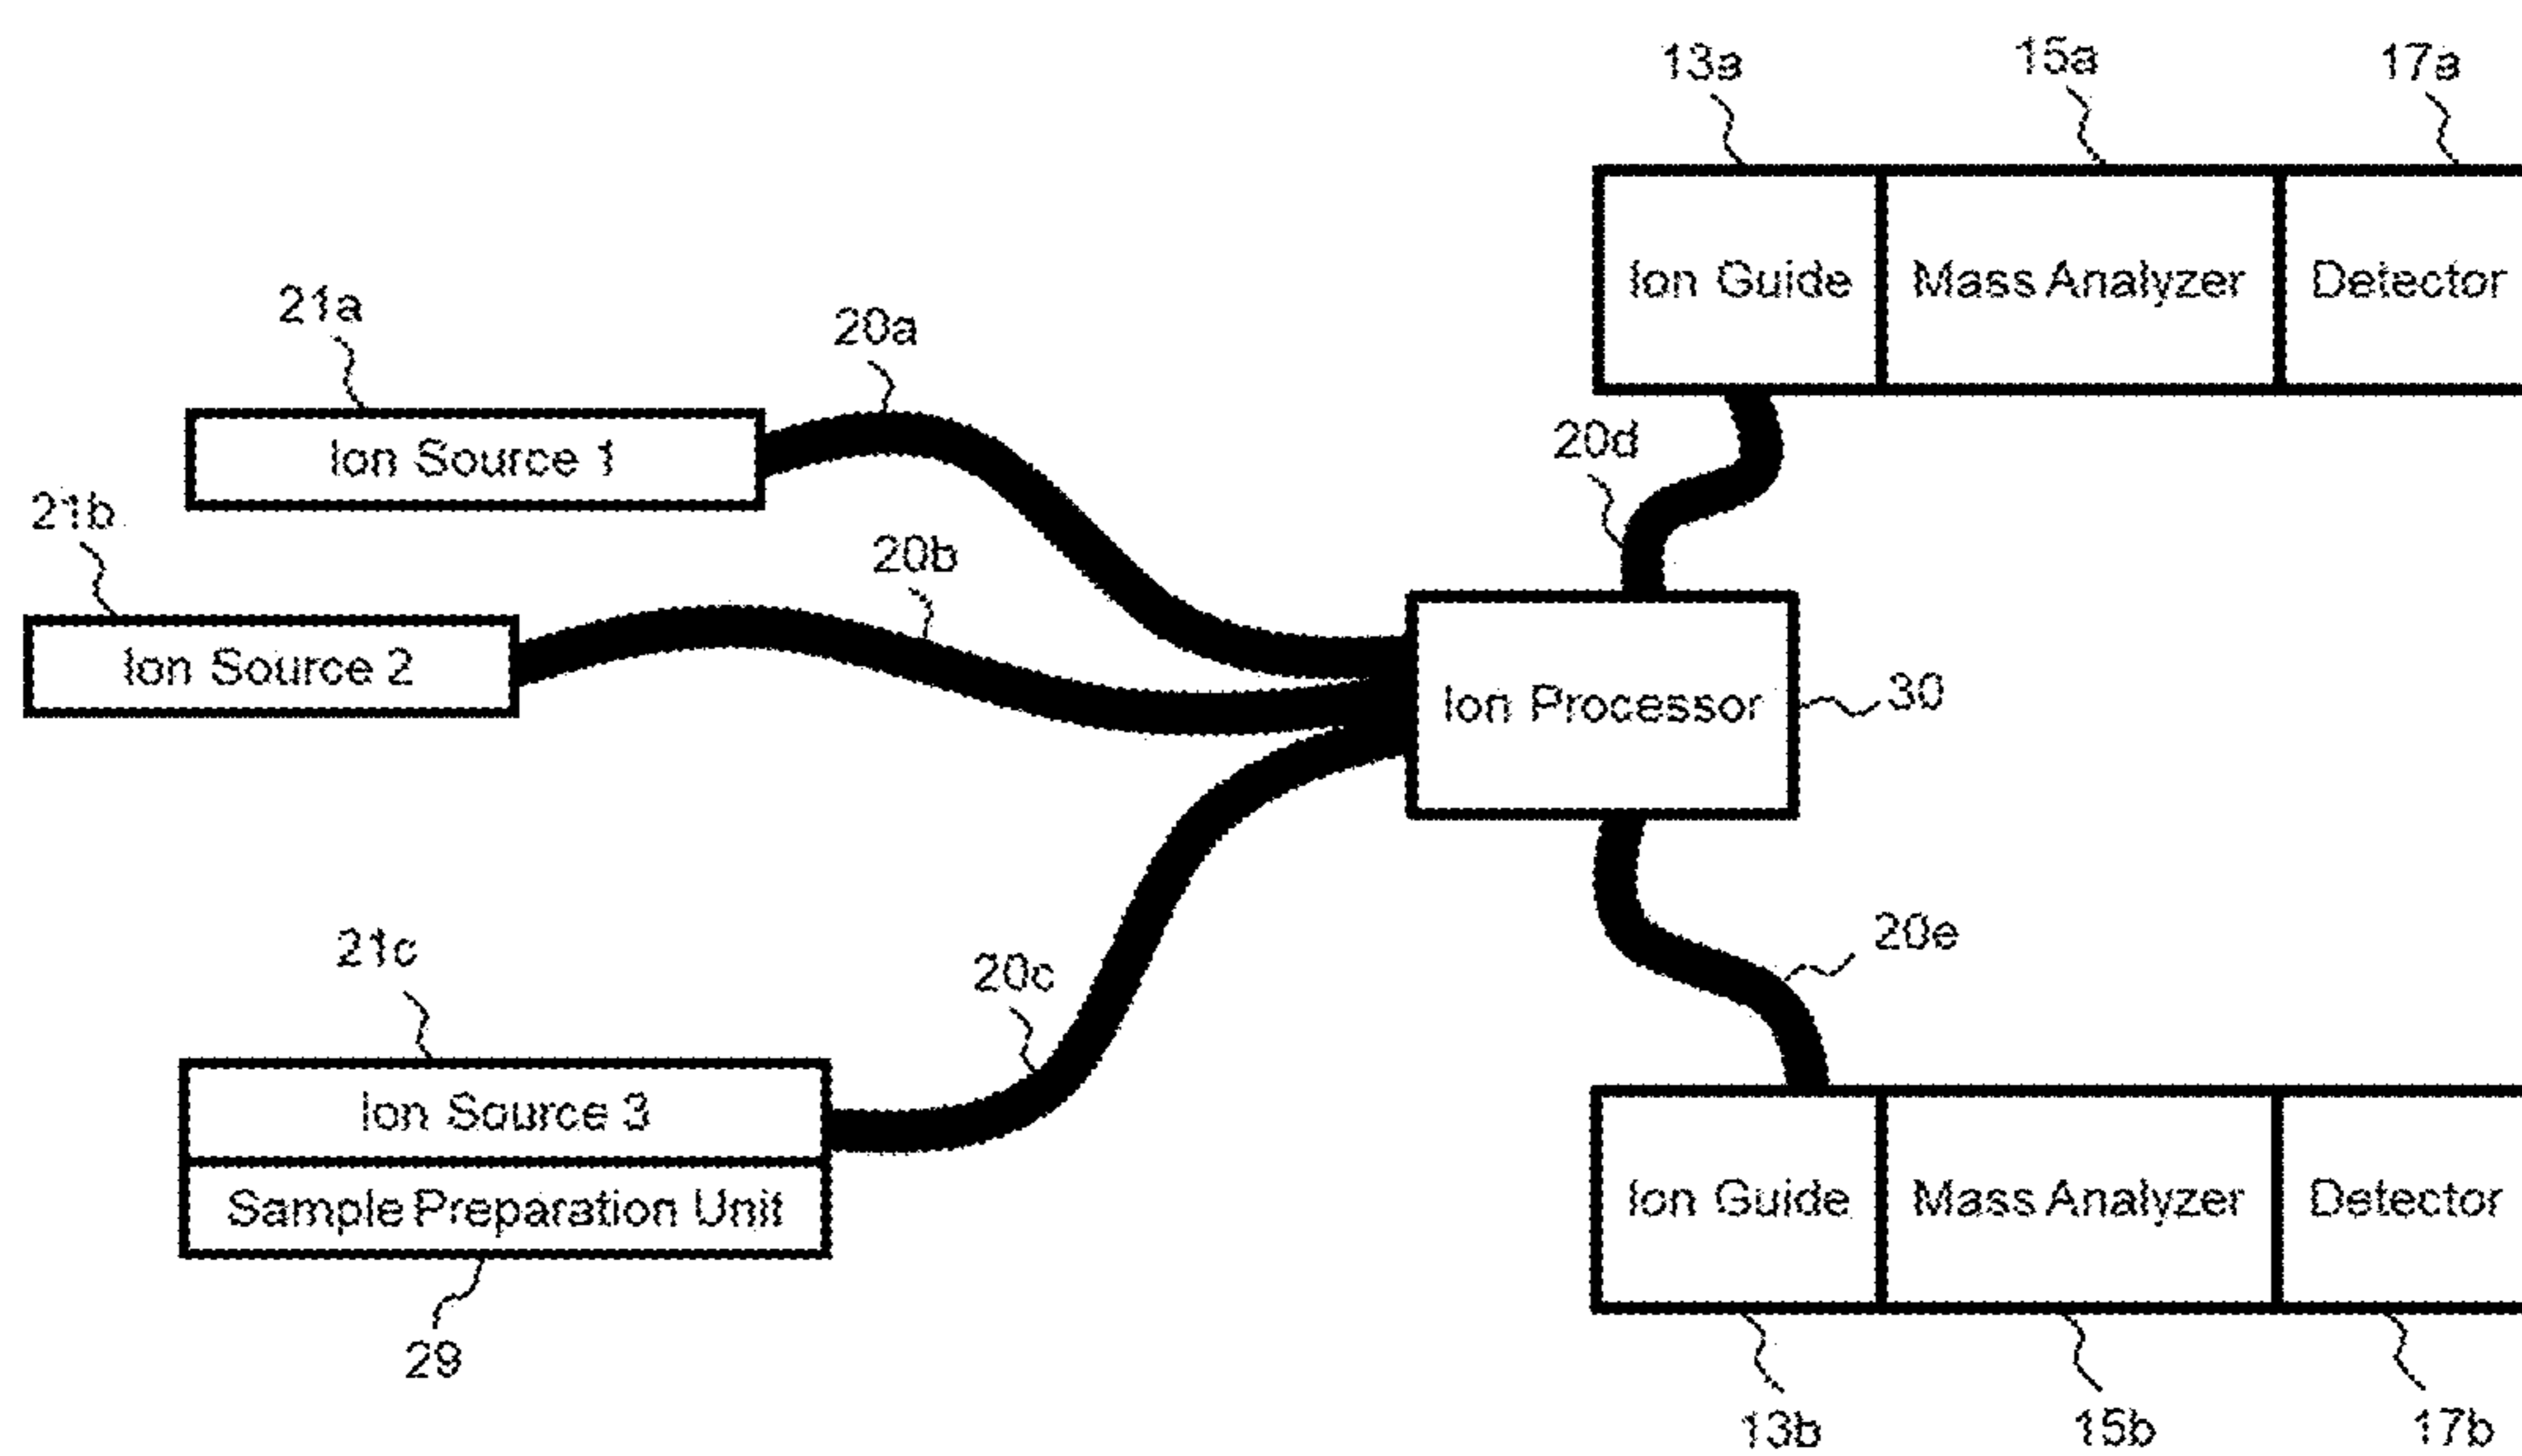 13a
15a
17a
Ion Guide
Mass Analyzer
Detector
21a
20a
Ion Source 1
20d
21b
20b
Ion Source 2
Ion Processor
30
21c
20c
20e
Ion Source 3
Sample Preparation Unit
29
Ion Guide
Mass Analyzer
Detector
13b
15b
17b